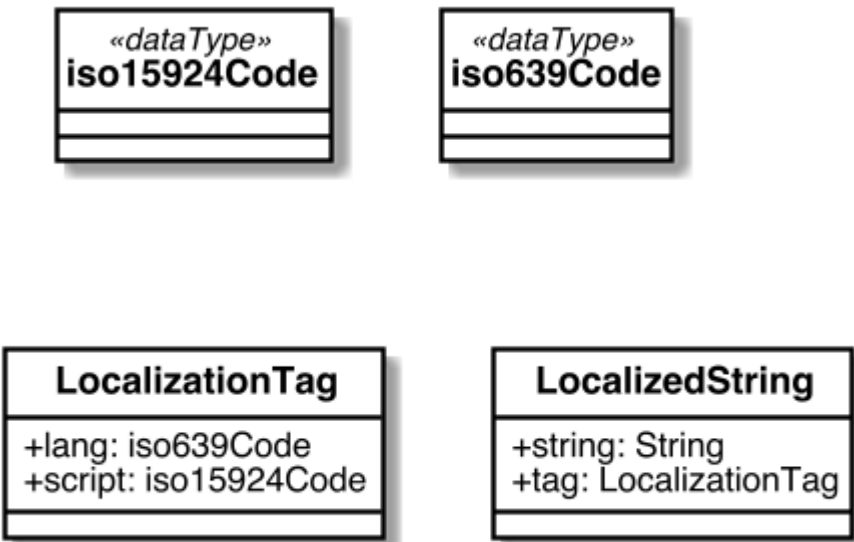 «dataType»
iso15924Code
«dataType»
iso639Code
LocalizationTag
+lang: iso639Code
+script: iso15924Code
LocalizedString
+string: String
+tag: LocalizationTag